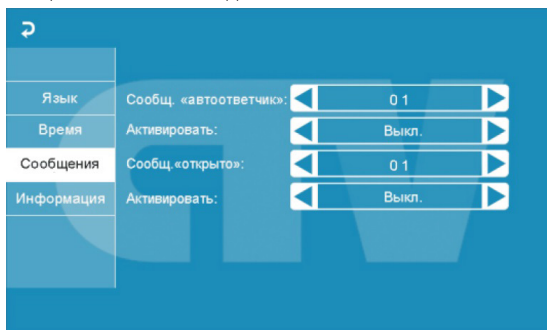 Язык
Время
Сообщения
Информация
Сообщ. «автоответчик»: 01
Активировать: Выкл.
Сообщ.«открыто»: 01
Активировать: Выкл.